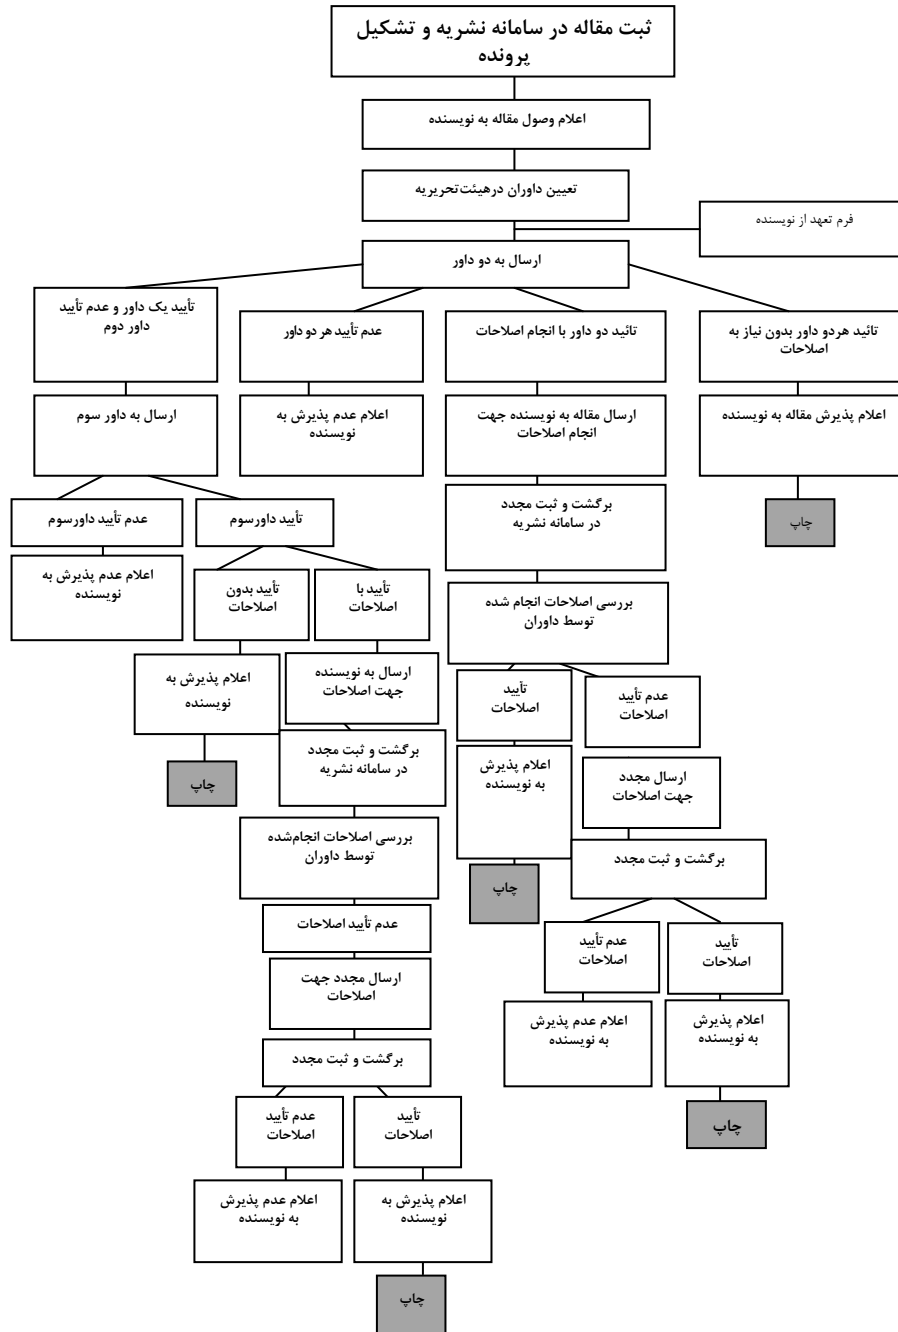 ثبت مقاله در سامانه نشریه و تشکیل
پرونده
اعلام وصول مقاله به نویسنده
تعیین داوران درهیئت‌تحریریه
فرم تعهد از نویسنده
ارسال به دو داور
تائید هردو داور بدون نیاز به
اصلاحات
تائید دو داور با انجام اصلاحات
عدم تأیید هر دو داور
تأیید یک داور و عدم تأیید
داور دوم
اعلام پذیرش مقاله به نویسنده
ارسال مقاله به نویسنده جهت
انجام اصلاحات
اعلام عدم پذیرش به
نویسنده
ارسال به داور سوم
چاپ
برگشت و ثبت مجدد
در سامانه نشریه
تأیید داورسوم
عدم تأیید داورسوم
اعلام عدم پذیرش به
نویسنده
بررسی اصلاحات انجام شده
توسط داوران
تأیید با
اصلاحات
تأیید بدون
اصلاحات
عدم تأیید
اصلاحات
تأیید
اصلاحات
ارسال به نویسنده
جهت اصلاحات
اعلام پذیرش به
نویسنده
برگشت و ثبت مجدد
در سامانه نشریه
چاپ
ارسال مجدد
جهت اصلاحات
اعلام پذیرش
به نویسنده
برگشت و ثبت مجدد
چاپ
بررسی اصلاحات انجام‌شده
توسط داوران
عدم تأیید اصلاحات
تأیید
اصلاحات
عدم تأیید
اصلاحات
ارسال مجدد جهت
اصلاحات
اعلام پذیرش
به نویسنده
اعلام عدم پذیرش
به نویسنده
برگشت و ثبت مجدد
چاپ
تأیید
اصلاحات
عدم تأیید
اصلاحات
اعلام پذیرش به
نویسنده
اعلام عدم پذیرش
به نویسنده
چاپ